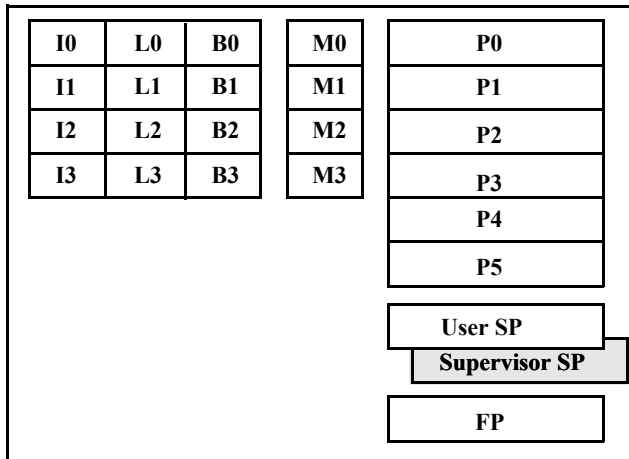 I0 L0 B0 M0 P0
I1 L1 B1 M1 P1
I2 L2 B2 M2 P2
I3 L3 B3 M3 P3
P4
P5
User SP
Supervisor SP
FP